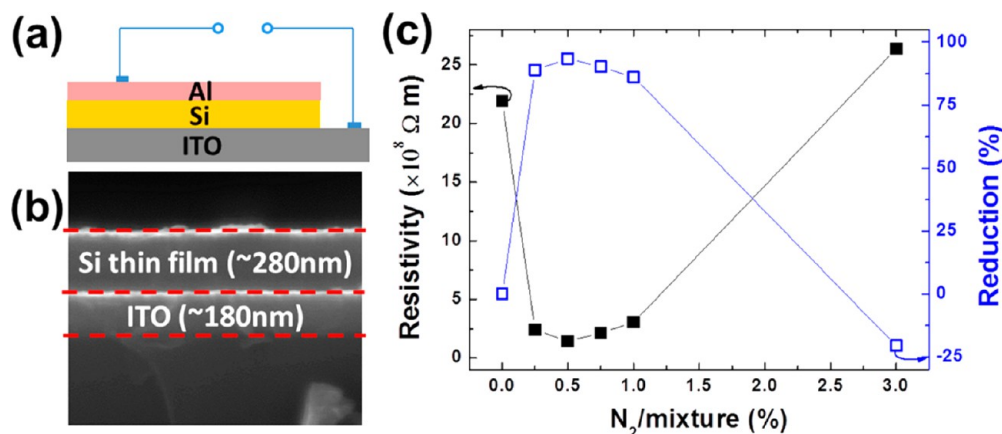 (a)
Al
Si
ITO
(b)
Si thin film (~280nm)
ITO (~180nm)
(c)
Resistivity (×10⁸ Ω m)
25
20
15
10
5
0
0.0 0.5 1.0 1.5 2.0 2.5 3.0
N₂/mixture (%)
100
75
50
25
0
-25
Reduction (%)